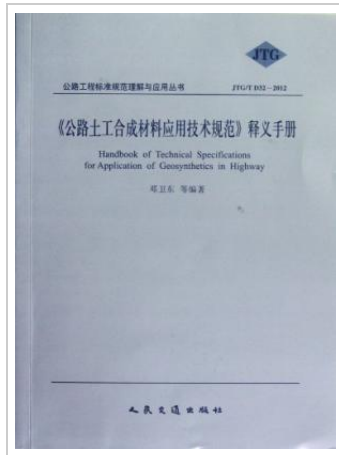 JTG
公路工程标准规范理解与应用丛书 JTG/T D32—2012
《公路土工合成材料应用技术规范》释义手册
Handbook of Technical Specifications
for Application of Geosynthetics in Highway
邓卫东 等编著
人民交通出版社